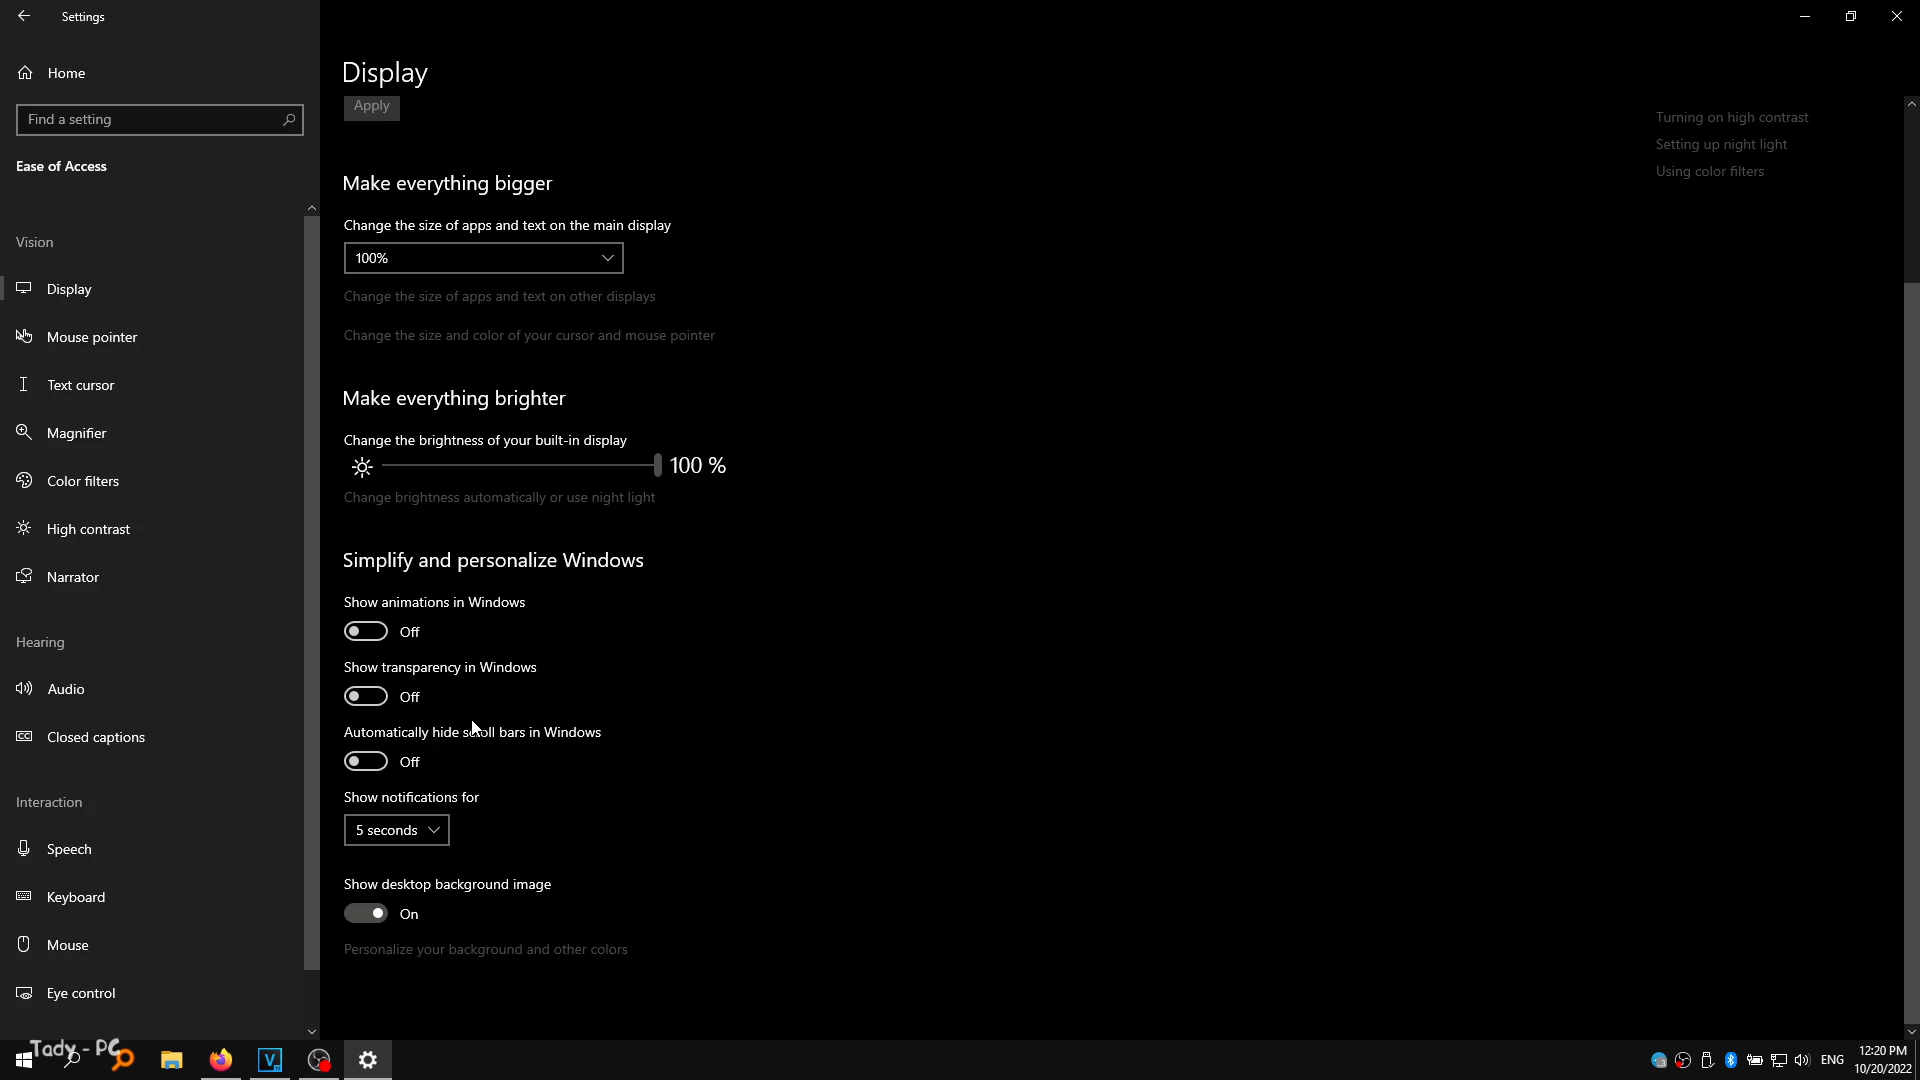 Settings
Home
Find a setting
Ease of Access
Vision
Display
Mouse pointer
Text cursor
Magnifier
Color filters
High contrast
Narrator
Hearing
Audio
Closed captions
Interaction
Speech
Keyboard
Mouse
Eye control
Display
Apply
Make everything bigger
Change the size of apps and text on the main display
100%
Change the size of apps and text on other displays
Change the size and color of your cursor and mouse pointer
Make everything brighter
Change the brightness of your built-in display
100 %
Change brightness automatically or use night light
Simplify and personalize Windows
Show animations in Windows
Off
Show transparency in Windows
Off
Automatically hide scroll bars in Windows
Off
Show notifications for
5 seconds
Show desktop background image
On
Personalize your background and other colors
Turning on high contrast
Setting up night light
Using color filters
Tady - PC
V
ENG
12:20 PM
10/20/2022